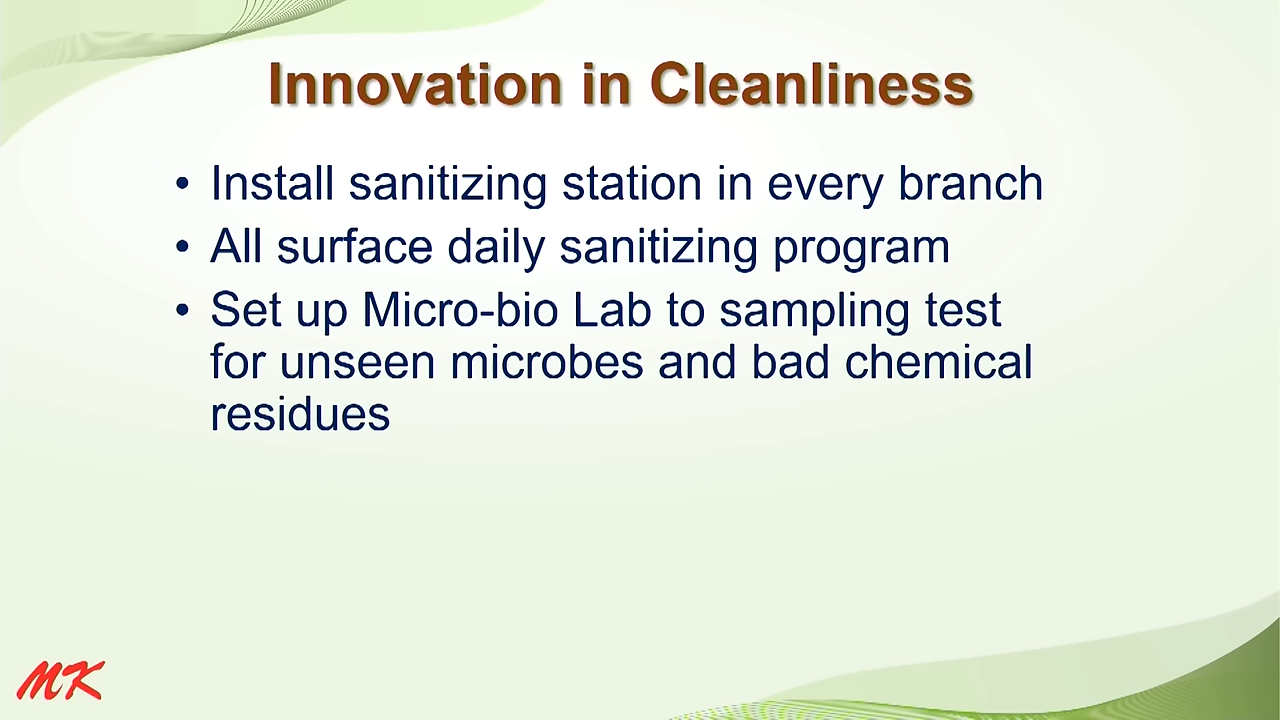 Innovation in Cleanliness
• Install sanitizing station in every branch
• All surface daily sanitizing program
• Set up Micro-bio Lab to sampling test
for unseen microbes and bad chemical
residues
MK